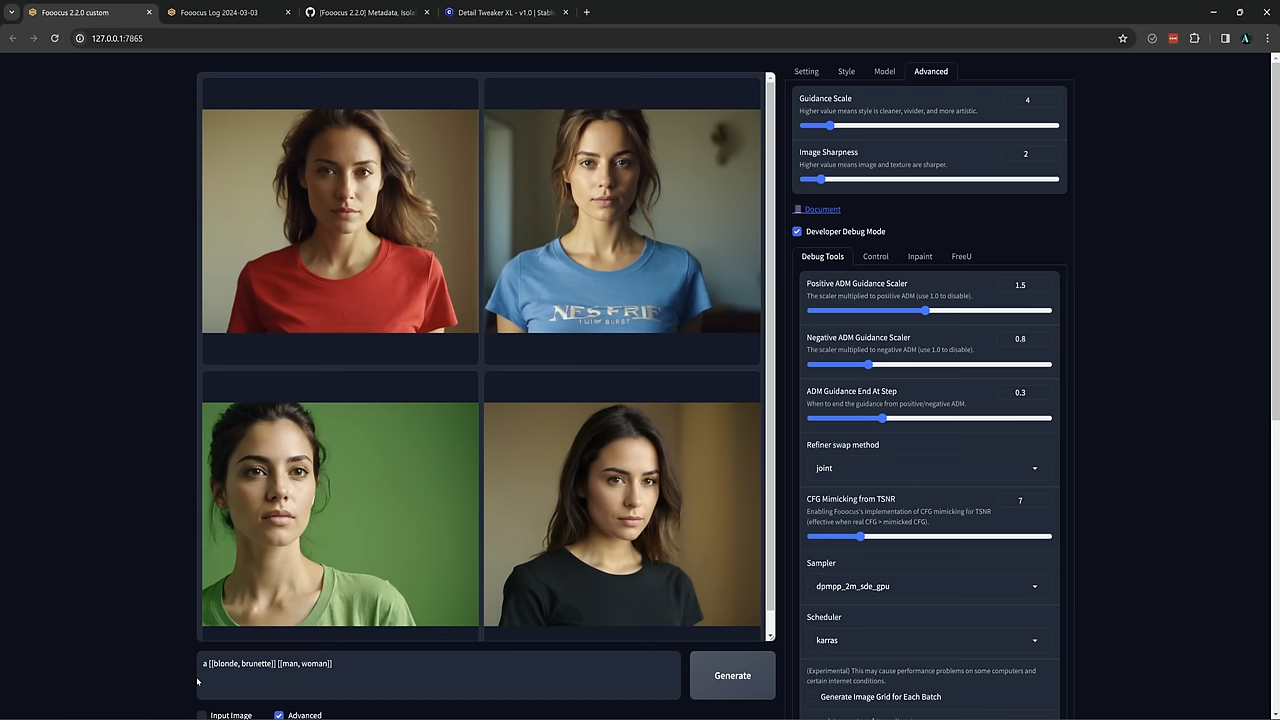 Fooocus 2.2.0 custom
Fooocus Log 2024-03-03
[Fooocus 2.2.0] Metadata, Isola
Detail Tweaker XL - v1.0 | Stabl
127.0.0.1:7865
Setting
Style
Model
Advanced
Guidance Scale
4
Higher value means style is cleaner, vivider, and more artistic.
Image Sharpness
2
Higher value means image and texture are sharper.
Document
Developer Debug Mode
Debug Tools
Control
Inpaint
FreeU
Positive ADM Guidance Scaler
1.5
The scaler multiplied to positive ADM (use 1.0 to disable).
Negative ADM Guidance Scaler
0.8
The scaler multiplied to negative ADM (use 1.0 to disable).
ADM Guidance End At Step
0.3
When to end the guidance from positive/negative ADM.
Refiner swap method
joint
CFG Mimicking from TSNR
7
Enabling Fooocus's implementation of CFG mimicking for TSNR
(effective when real CFG > mimicked CFG).
Sampler
dpmpp_2m_sde_gpu
Scheduler
karras
(Experimental) This may cause performance problems on some computers and
certain internet conditions.
Generate Image Grid for Each Batch
NES FRIE
a [[blonde, brunette]] [[man, woman]]
Generate
Input Image
Advanced